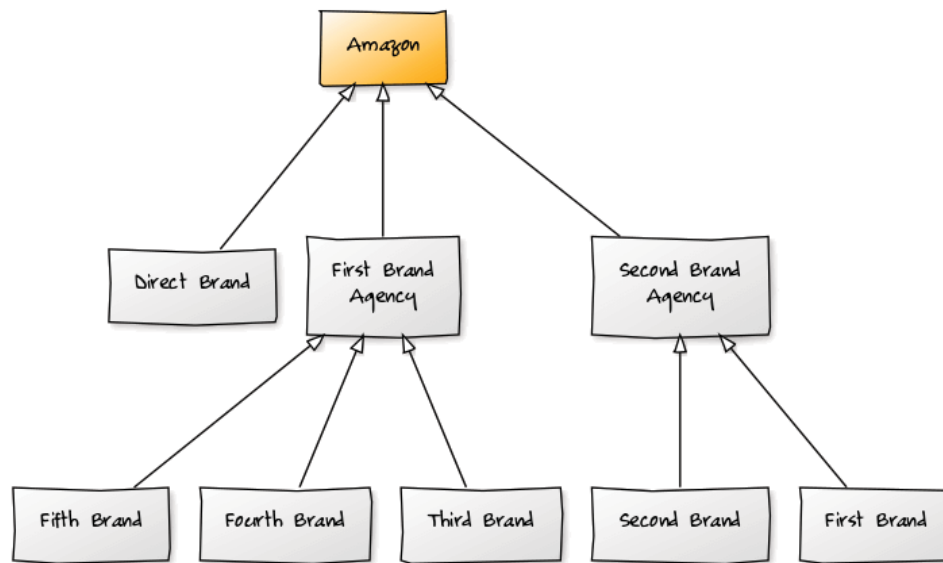 Amazon
Direct Brand
First Brand
Agency
Second Brand
Agency
Fifth Brand
Fourth Brand
Third Brand
Second Brand
First Brand